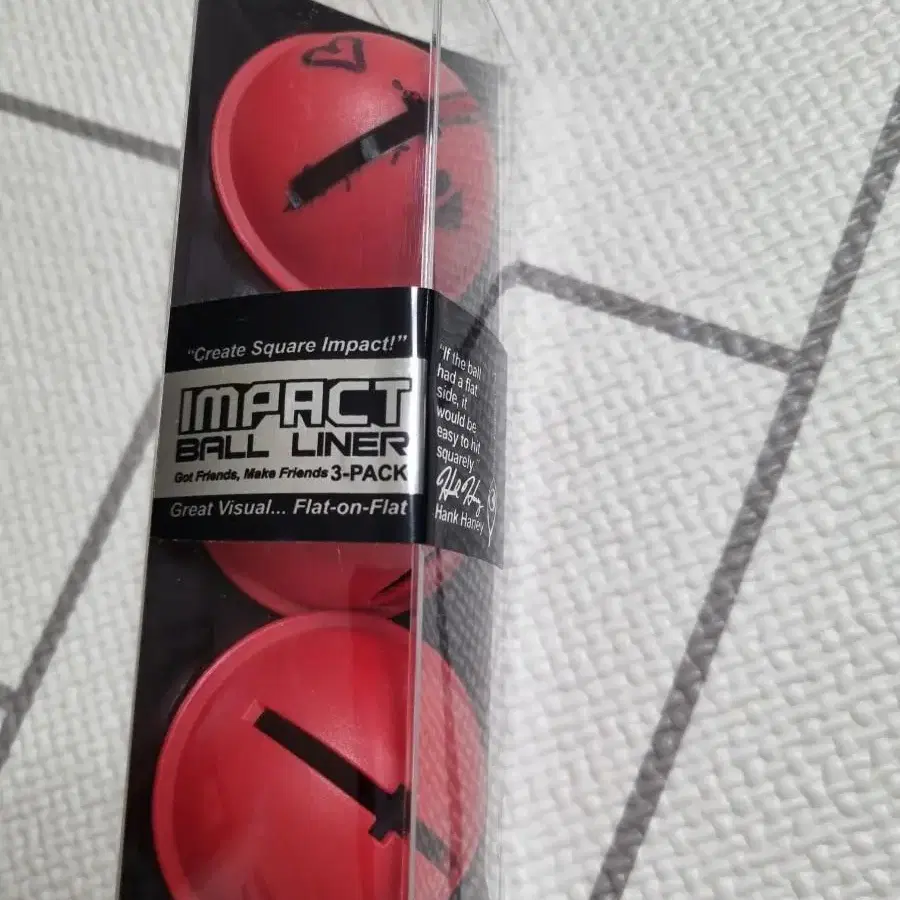 “Create Square Impact!”
IMPACT
BALL LINER
Got Friends, Make Friends 3-PACK
Great Visual... Flat-on-Flat
“If the ball
had a flat
side, it
would be
easy to hit
squarely”
Hank Haney